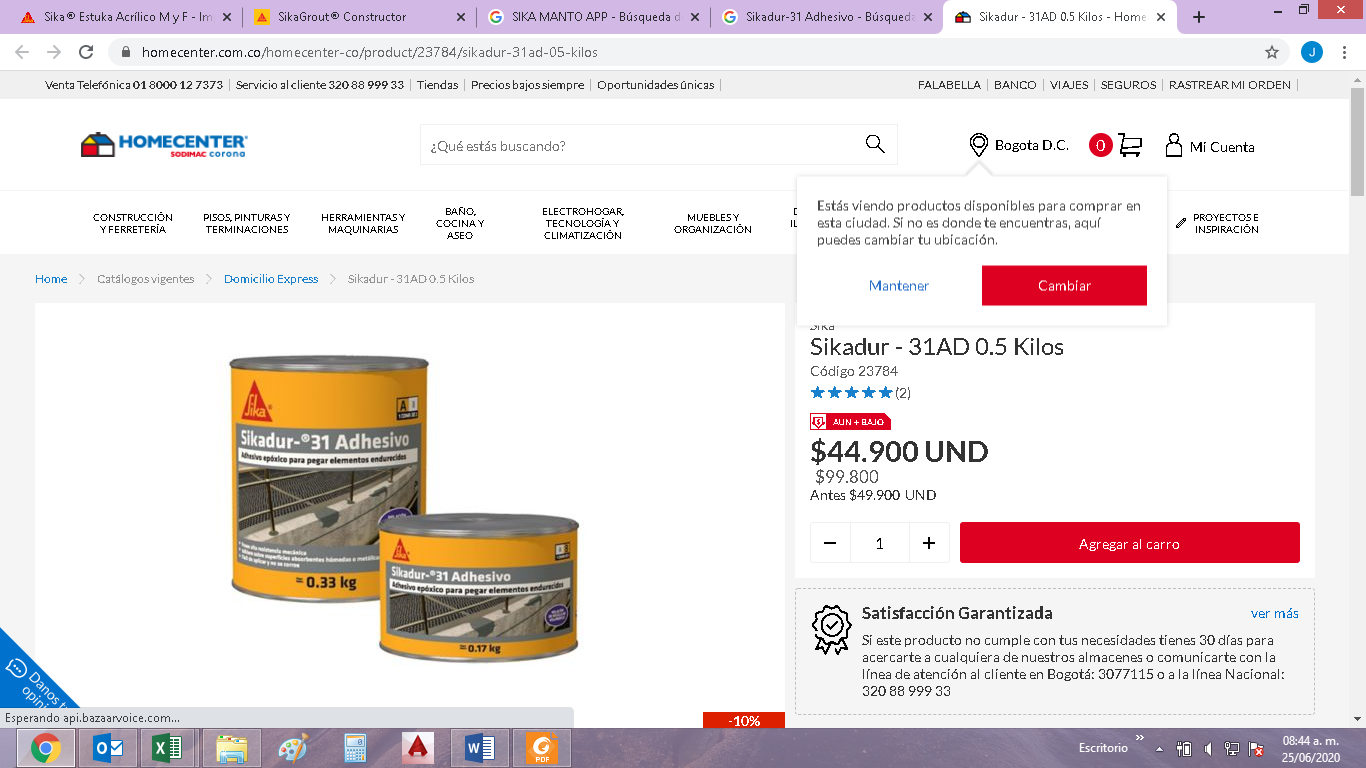 Sika® Estuka Acrílico M y F - Im
SikaGrout® Constructor
SIKA MANTO APP - Búsqueda d
Sikadur-31 Adhesivo - Búsqueda
Sikadur - 31AD 0.5 Kilos - Home
homecenter.com.co/homecenter-co/product/23784/sikadur-31ad-05-kilos
J
Venta Telefónica 01 8000 12 7373
Servicio al cliente 320 88 999 33
Tiendas
Precios bajos siempre
Oportunidades únicas
FALABELLA
BANCO
VIAJES
SEGUROS
RASTREAR MI ORDEN
HOMECENTER
SODIMAC corona
¿Qué estás buscando?
Bogota D.C.
0
Mi Cuenta
CONSTRUCCIÓN
Y FERRETERÍA
PISOS, PINTURAS Y
TERMINACIONES
HERRAMIENTAS Y
MAQUINARIAS
BAÑO,
COCINA Y
ASEO
ELECTROHOGAR,
TECNOLOGÍA Y
CLIMATIZACIÓN
MUEBLES Y
ORGANIZACIÓN
PROYECTOS E
INSPIRACIÓN
Estás viendo productos disponibles para comprar en
esta ciudad. Si no es donde te encuentras, aquí
puedes cambiar tu ubicación.
Mantener
Cambiar
Home
Catálogos vigentes
Domicilio Express
Sikadur - 31AD 0.5 Kilos
Sika
Sikadur-®31 Adhesivo
Adhesivo epóxico para pegar elementos endurecidos
≈ 0.33 kg
Sika
Sikadur-®31 Adhesivo
Adhesivo epóxico para pegar elementos endurecidos
≈ 0.17 kg
Sika
Sikadur - 31AD 0.5 Kilos
Código 23784
(2)
AUN + BAJO
$44.900 UND
$99.800
Antes $49.900 UND
− 1 +
Agregar al carro
Satisfacción Garantizada
ver más
Si este producto no cumple con tus necesidades tienes 30 días para
acercarte a cualquiera de nuestros almacenes o comunicarte con la
línea de atención al cliente en Bogotá: 3077115 o a la línea Nacional:
320 88 999 33
Danos tu
opini
Esperando api.bazaarvoice.com...
-10%
PDF
Escritorio
08:44 a. m.
25/06/2020